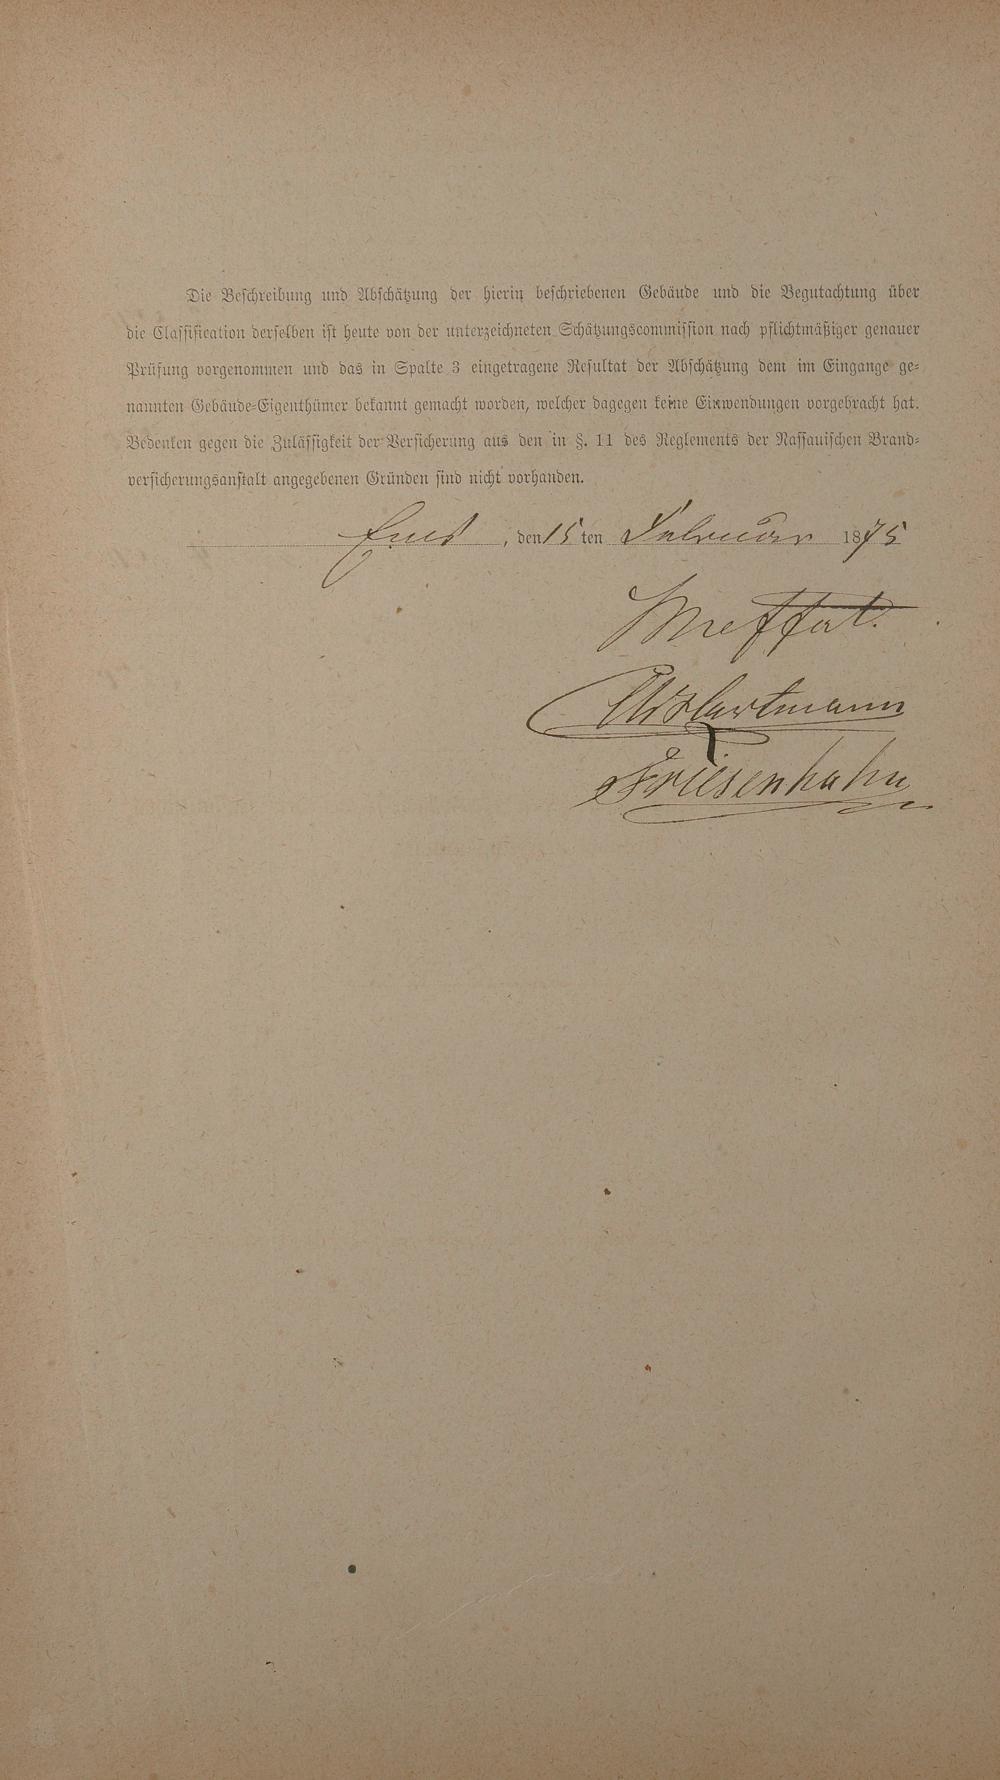 Die Beschreibung und Abschätzung der hierin beschriebenen Gebäude und die Begutachtung über
die Classification derselben ist heute von der unterzeichneten Schätzungscommission nach pflichtmäßiger genauer
Prüfung vorgenommen und das in Spalte 3 eingetragene Resultat der Abschätzung dem im Eingange ge-
nannten Gebäude-Eigenthümer bekannt gemacht worden, welcher dagegen keine Einwendungen vorgebracht hat.
Bedenken gegen die Zulässigkeit der Versicherung aus den in §. 11 des Reglements der Nassauischen Brand-
versicherungsanstalt angegebenen Gründen sind nicht vorhanden.
Ems, den 15 ten Februar 1875
Meffert.
Hartmann
Friesenhahn